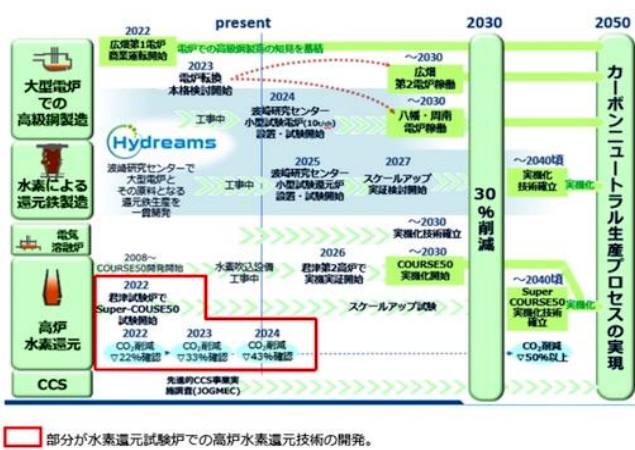 present
2030
2050
2022
広畑第1電炉
商業運転開始
電炉での高級鋼製造の知見を蓄積
2023
電炉転換
本格検討開始
～2030
広畑
第2電炉稼働
大型電炉
での
高級鋼製造
2024
波崎研究センター
小型試験電炉(10t/ch)
設置・試験開始
工事中
～2030
八幡・周南
電炉稼働
Hydreams
波崎研究センターで
大型電炉と
その原料となる
還元鉄生産を
一貫開発
水素による
還元鉄製造
工事中
2025
波崎研究センター
小型試験還元炉
設置・試験開始
2027
スケールアップ
実証検討開始
～2040頃
実機化
技術確立
実機化
電気
溶融炉
～2030
実機化技術確立
30%削減
カーボンニュートラル生産プロセスの実現
高炉
水素還元
2008～
COURSE50開発開始
水素吹込設備
工事中
2026
君津第2高炉で
実機実証開始
～2030
COURSE50
実機化開始
2022
君津試験炉で
Super-COUSE50
試験開始
スケールアップ試験
～2040頃
Super
COURSE50
実機化技術
確立
実機化
2022
CO₂削減
▽22%確認
2023
CO₂削減
▽33%確認
2024
CO₂削減
▽43%確認
CO₂削減
▽50%以上
CCS
先進的CCS事業実
施調査(JOGMEC)
部分が水素還元試験炉での高炉水素還元技術の開発。